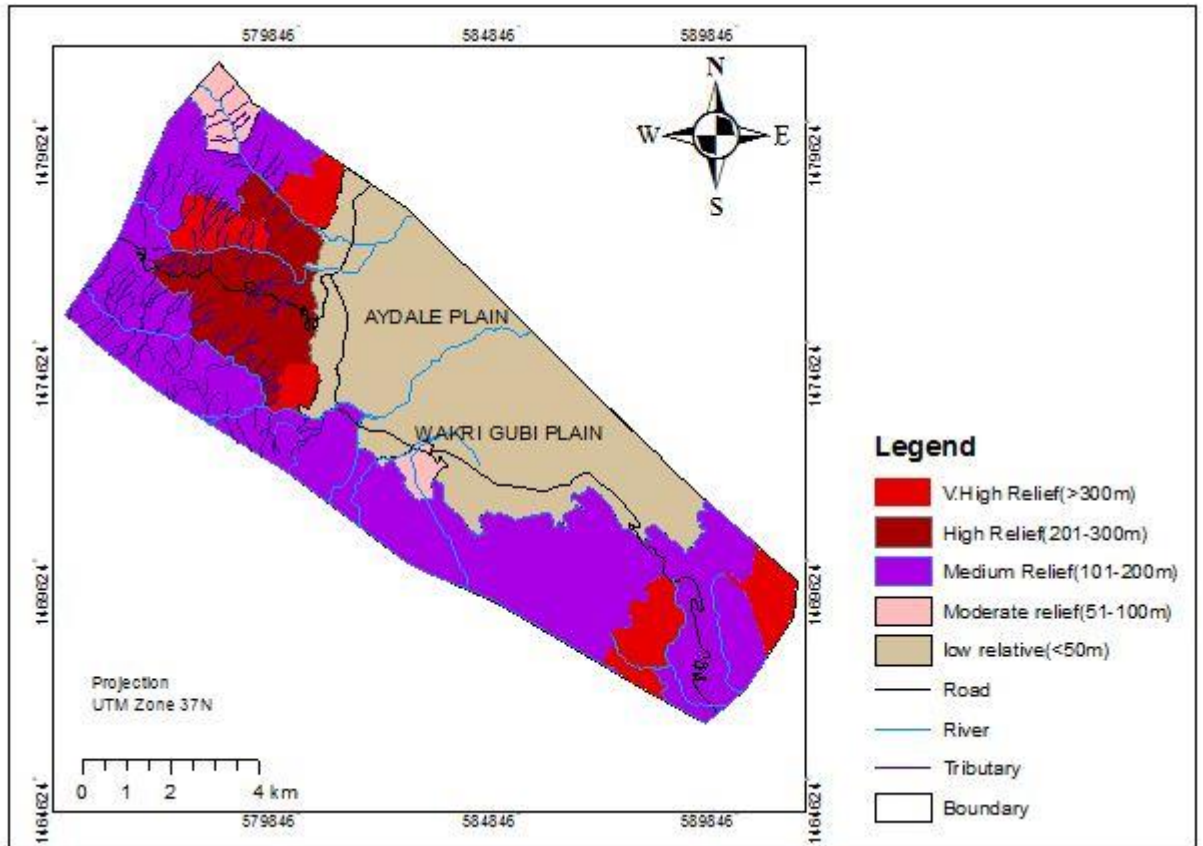 579846° 584846° 589846°
N
W E
S
1479624° 1479624°
AYDALE PLAIN
1474624° 1474624°
WAKRI GUBI PLAIN
Legend
V.High Relief(>300m)
High Relief(201-300m)
Medium Relief(101-200m)
Moderate relief(51-100m)
low relative(<50m)
Road
River
Tributary
Boundary
1469624° 1469624°
Projection
UTM Zone 37N
0 1 2 4 km
1464624° 1464624°
579846° 584846° 589846°